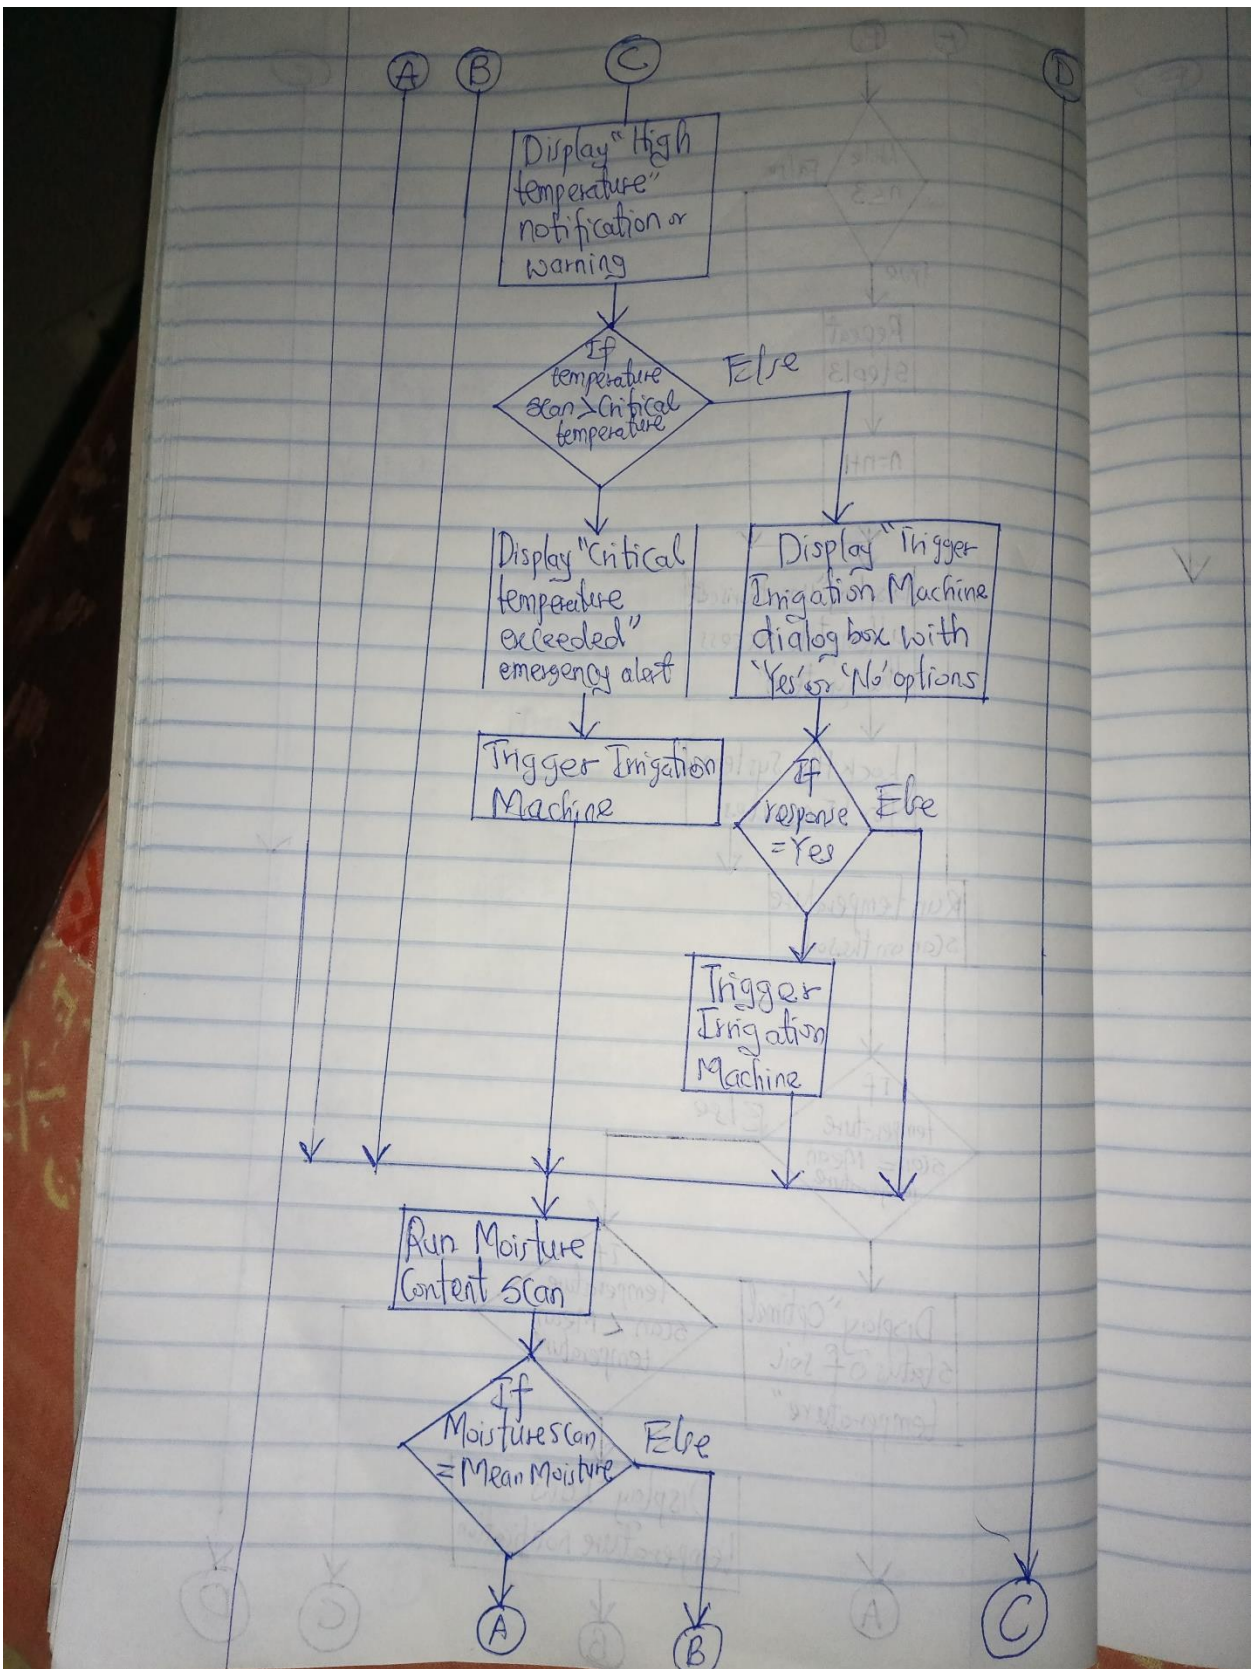 A B C D
Display "High
temperature"
notification or
warning
If
temperature
scan > Critical
temperature
Else
Display "Critical
temperature
exceeded"
emergency alert
Display "Trigger
Irrigation Machine
dialog box with
'Yes' or 'No' options
Trigger Irrigation
Machine
If
response
= Yes
Else
Trigger
Irrigation
Machine
Run Moisture
Content scan
If
Moisture scan
= Mean Moisture
Else
A
B
C